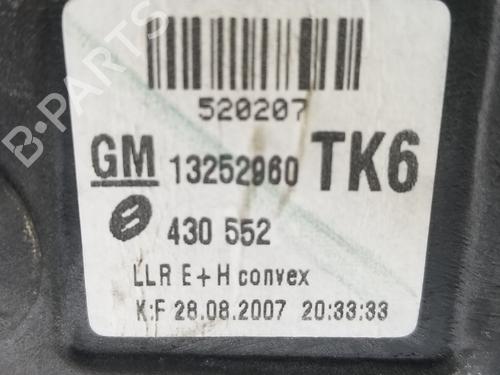 520207
GM 13252960 TK6
430 552
LLR E+H convex
K:F 28.08.2007 20:33:33
B-PARTS